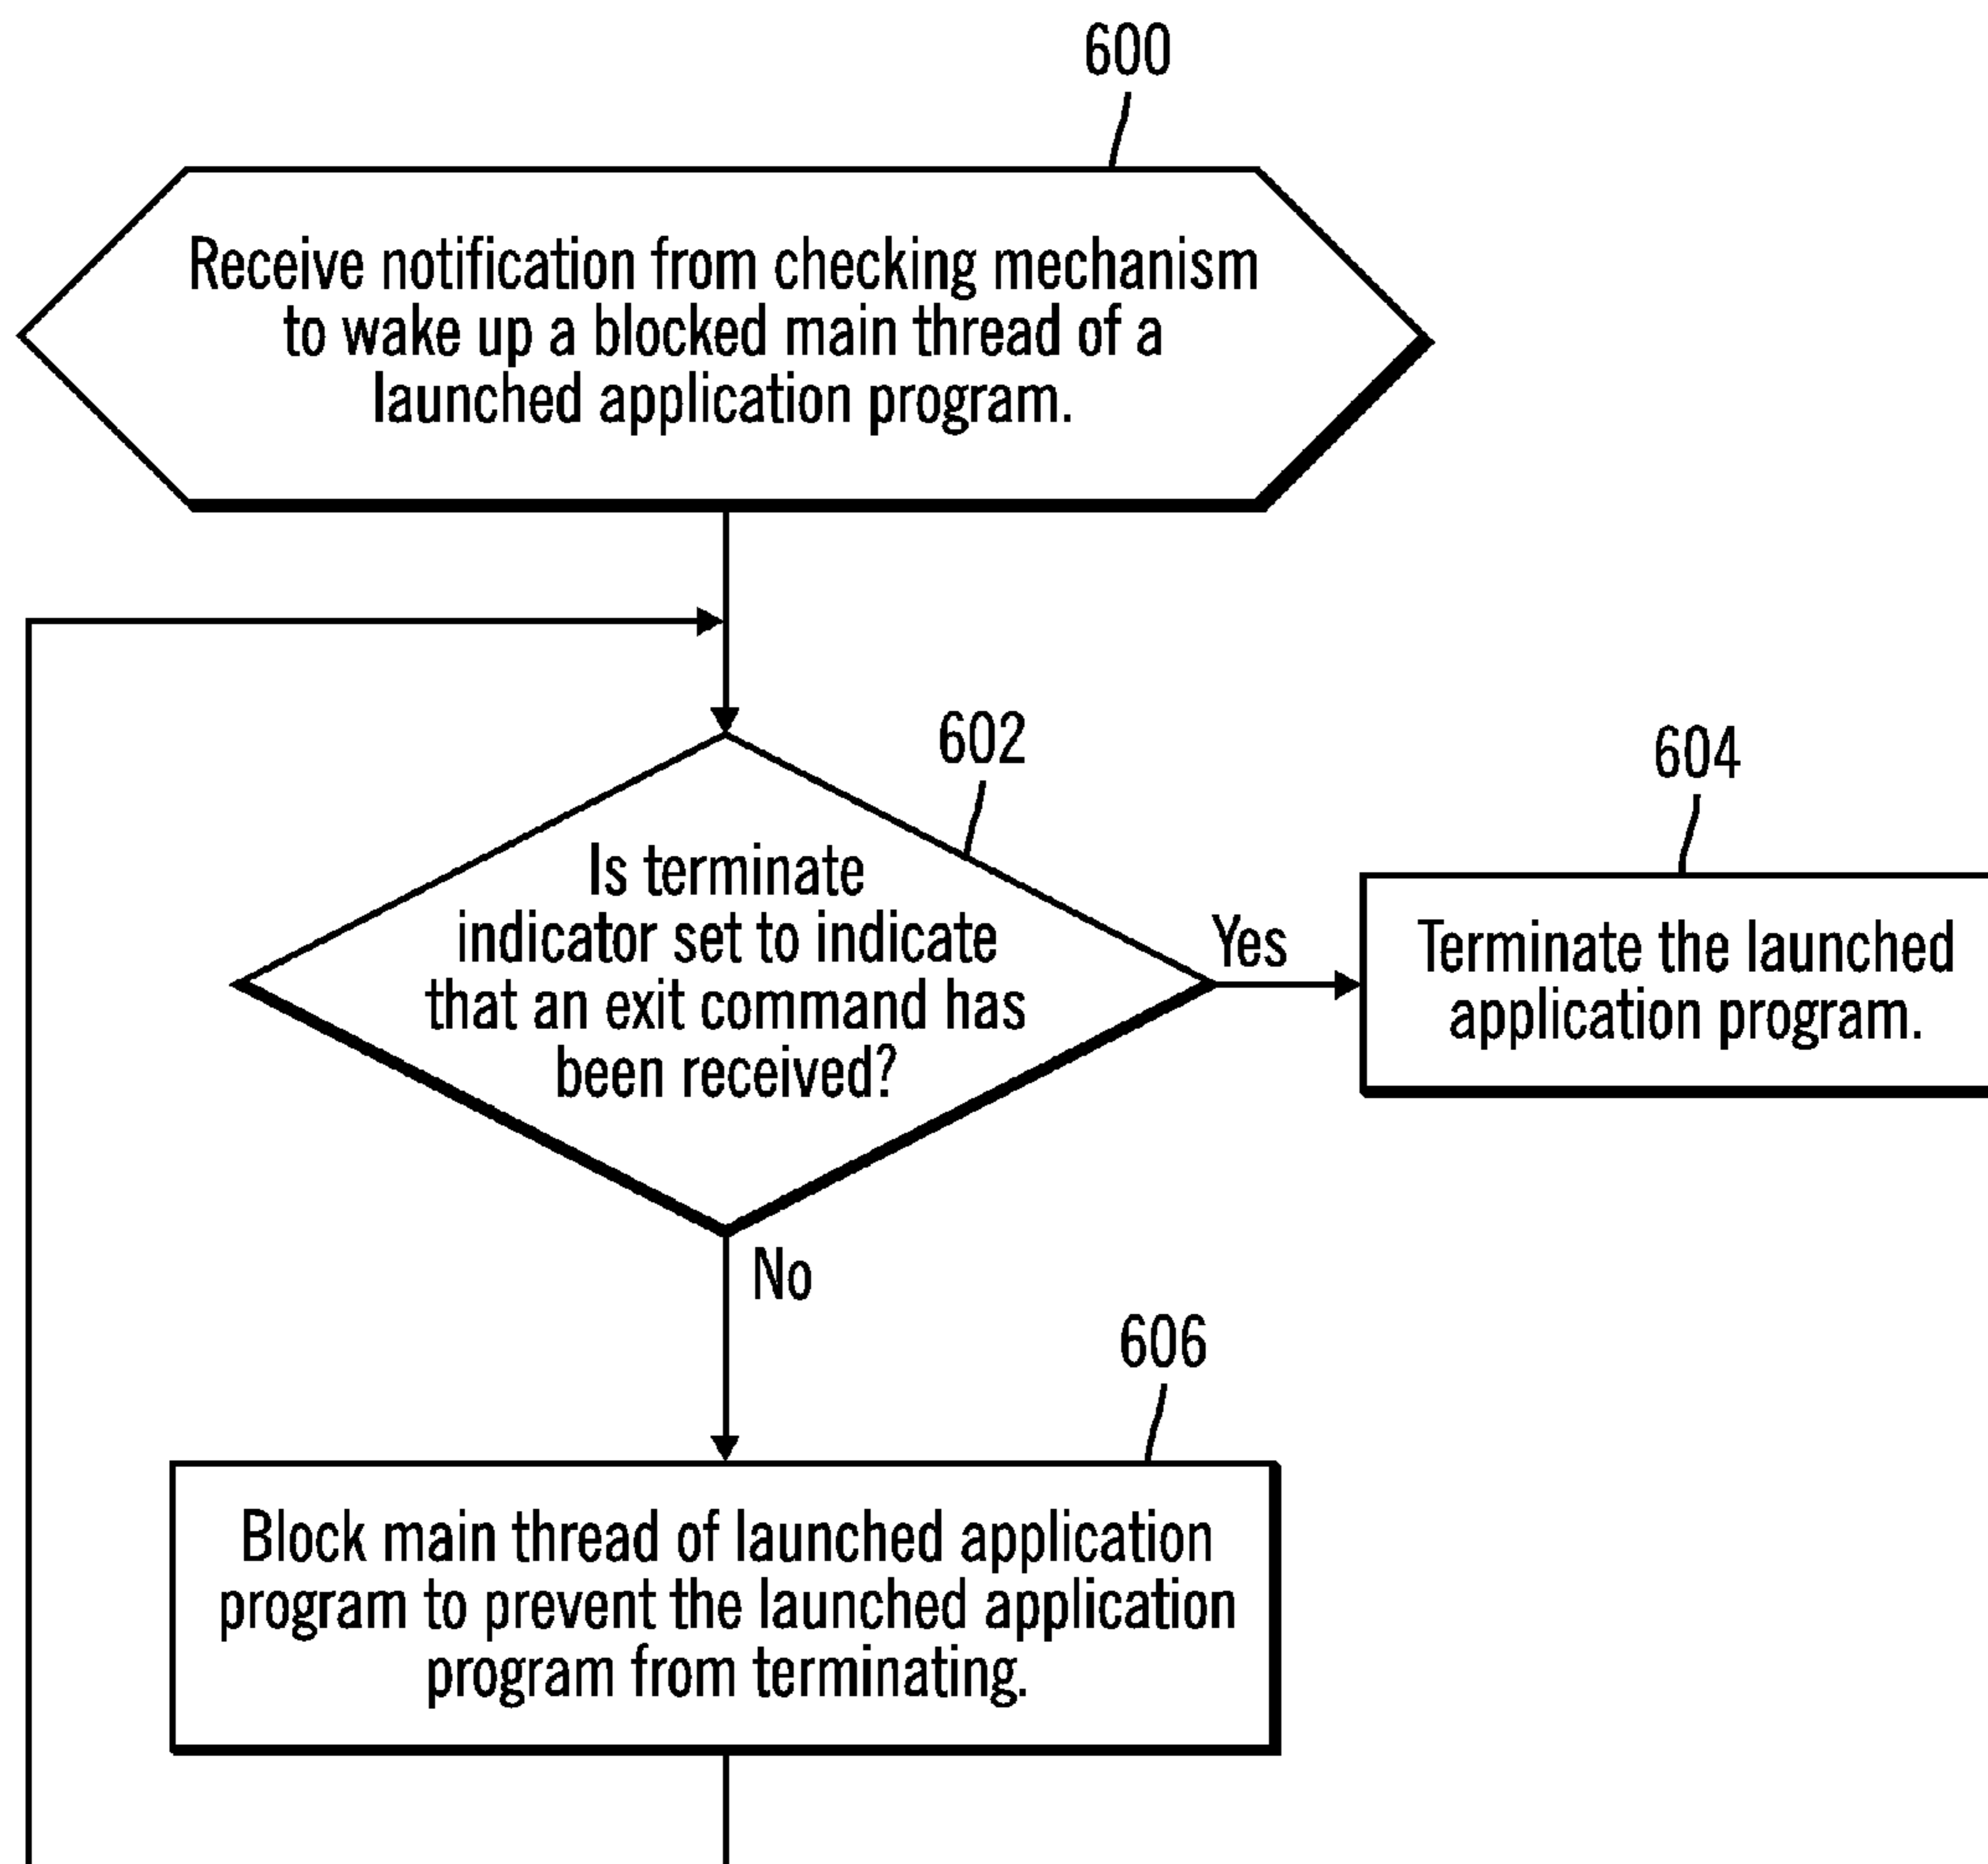 600
Receive notification from checking mechanism
to wake up a blocked main thread of a
launched application program.
602
Is terminate
indicator set to indicate
that an exit command has
been received?
Yes
604
Terminate the launched
application program.
No
606
Block main thread of launched application
program to prevent the launched application
program from terminating.